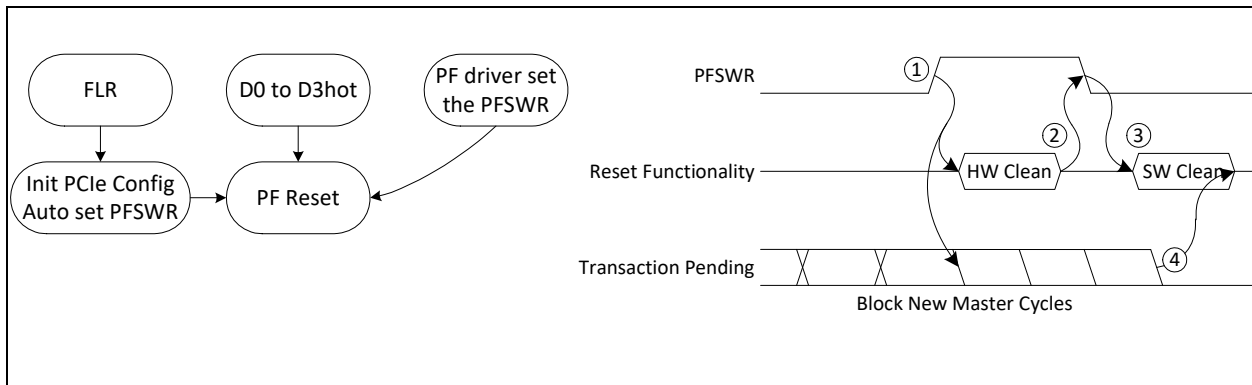 FLR
D0 to D3hot
PF driver set
the PFSWR
Init PCIe Config
Auto set PFSWR
PF Reset
PFSWR
1
2
3
Reset Functionality
HW Clean
SW Clean
Transaction Pending
4
Block New Master Cycles